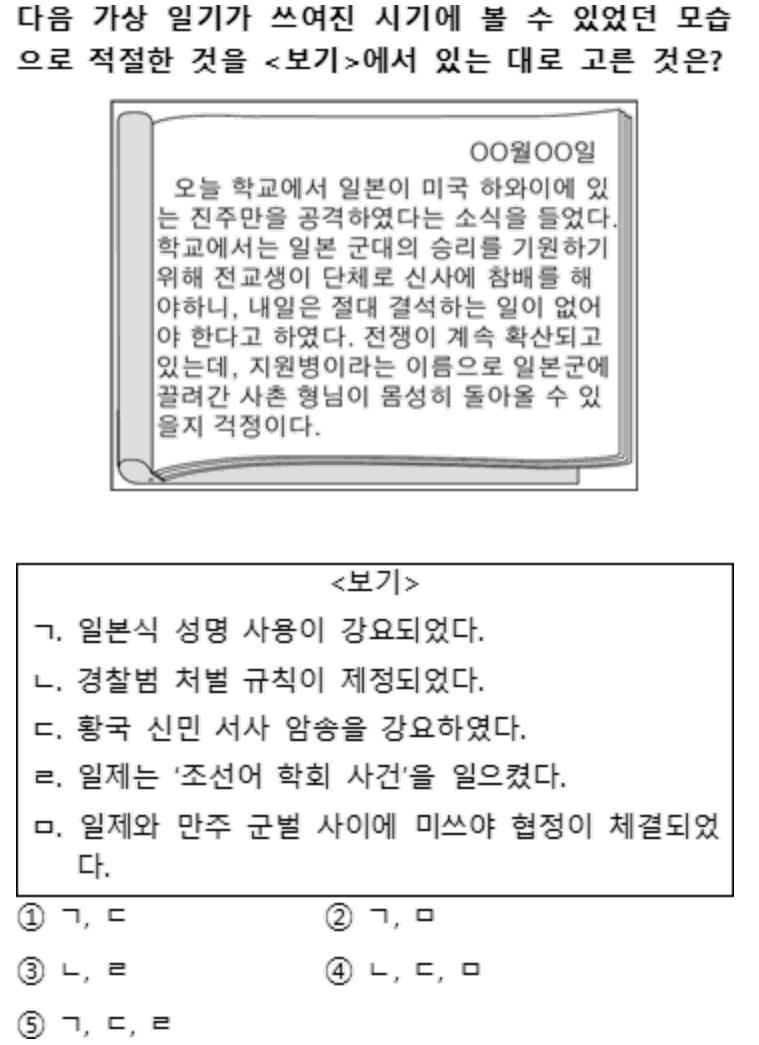 다음 가상 일기가 쓰여진 시기에 볼 수 있었던 모습
으로 적절한 것을 <보기>에서 있는 대로 고른 것은?
OO월OO일
오늘 학교에서 일본이 미국 하와이에 있
는 진주만을 공격하였다는 소식을 들었다.
학교에서는 일본 군대의 승리를 기원하기
위해 전교생이 단체로 신사에 참배를 해
야하니, 내일은 절대 결석하는 일이 없어
야 한다고 하였다. 전쟁이 계속 확산되고
있는데, 지원병이라는 이름으로 일본군에
끌려간 사촌 형님이 몸성히 돌아올 수 있
을지 걱정이다.
<보기>
ㄱ. 일본식 성명 사용이 강요되었다.
ㄴ. 경찰범 처벌 규칙이 제정되었다.
ㄷ. 황국 신민 서사 암송을 강요하였다.
ㄹ. 일제는 '조선어 학회 사건'을 일으켰다.
ㅁ. 일제와 만주 군벌 사이에 미쓰야 협정이 체결되었
다.
① ㄱ, ㄷ ② ㄱ, ㅁ
③ ㄴ, ㄹ ④ ㄴ, ㄷ, ㅁ
⑤ ㄱ, ㄷ, ㄹ